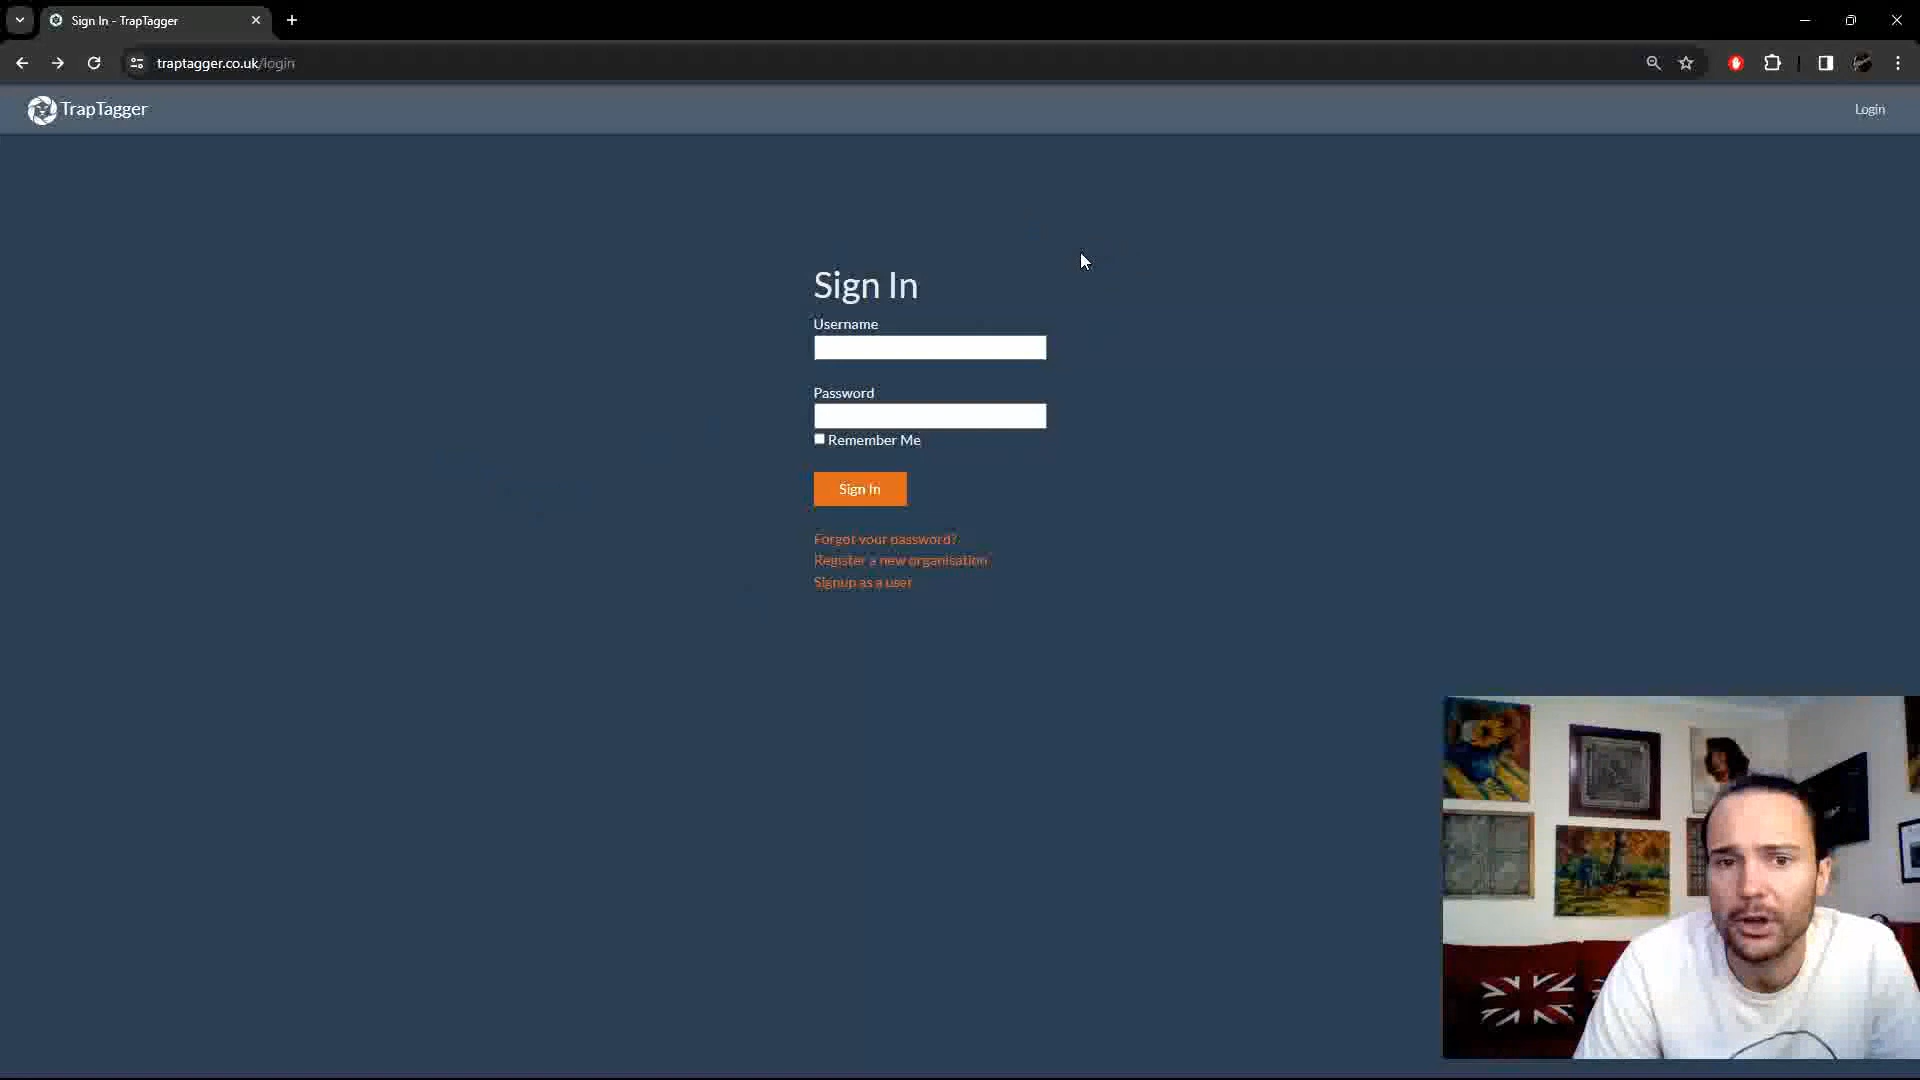 Sign In - TrapTagger
traptagger.co.uk/login
TrapTagger
Login
Sign In
Username
Password
Remember Me
Sign In
Forgot your password?
Register a new organisation
Signup as a user